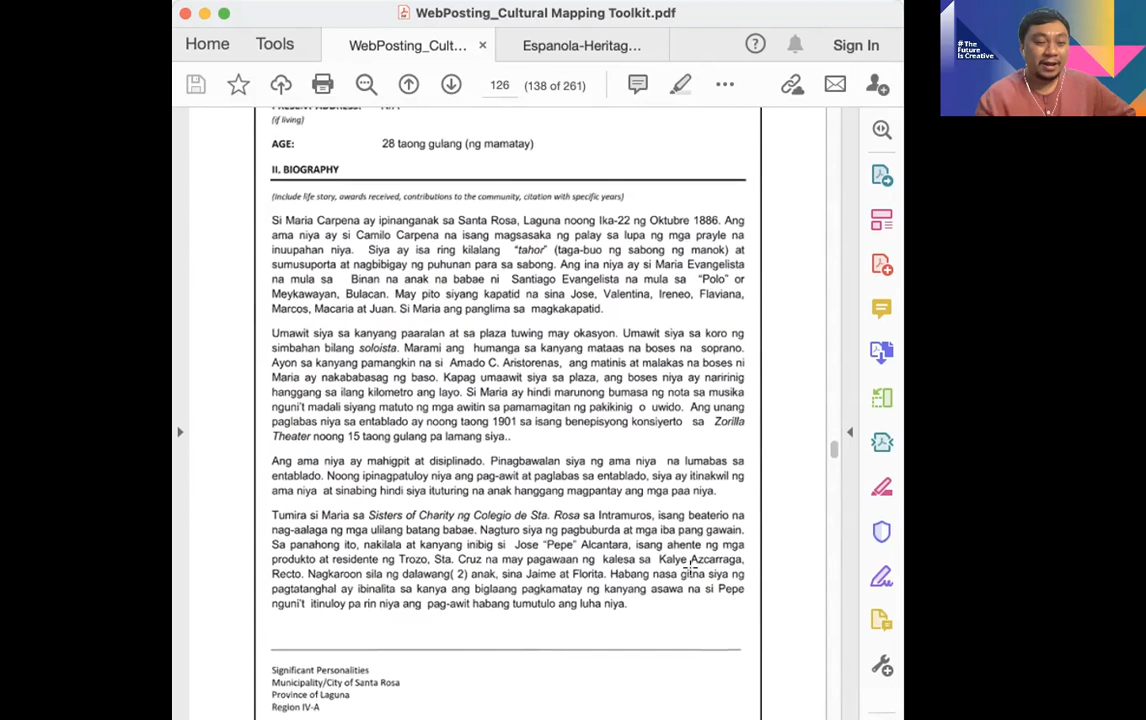 WebPosting_Cultural Mapping Toolkit.pdf
Home
Tools
WebPosting_Cult...
Espanola-Heritag...
Sign In
126
(138 of 261)
#The
Future
Is Creative
(if living)
AGE:
28 taong gulang (ng mamatay)
II. BIOGRAPHY
(Include life story, awards received, contributions to the community, citation with specific years)
Si Maria Carpena ay ipinanganak sa Santa Rosa, Laguna noong Ika-22 ng Oktubre 1886. Ang
ama niya ay si Camilo Carpena na isang magsasaka ng palay sa lupa ng mga prayle na
inuupahan niya. Siya ay isa ring kilalang "tahor" (taga-buo ng sabong ng manok) at
sumusuporta at nagbibigay ng puhunan para sa sabong. Ang ina niya ay si Maria Evangelista
na mula sa Binan na anak na babae ni Santiago Evangelista na mula sa "Polo" or
Meykawayan, Bulacan. May pito siyang kapatid na sina Jose, Valentina, Ireneo, Flaviana,
Marcos, Macaria at Juan. Si Maria ang panglima sa magkakapatid.
Umawit siya sa kanyang paaralan at sa plaza tuwing may okasyon. Umawit siya sa koro ng
simbahan bilang soloista. Marami ang humanga sa kanyang mataas na boses na soprano.
Ayon sa kanyang pamangkin na si Amado C. Aristorenas, ang matinis at malakas na boses ni
Maria ay nakababasag ng baso. Kapag umaawit siya sa plaza, ang boses niya ay naririnig
hanggang sa ilang kilometro ang layo. Si Maria ay hindi marunong bumasa ng nota sa musika
nguni't madali siyang matuto ng mga awitin sa pamamagitan ng pakikinig o uwido. Ang unang
paglabas niya sa entablado ay noong taong 1901 sa isang benepisyong konsiyerto sa Zorilla
Theater noong 15 taong gulang pa lamang siya..
Ang ama niya ay mahigpit at disiplinado. Pinagbawalan siya ng ama niya na lumabas sa
entablado. Noong ipinagpatuloy niya ang pag-awit at paglabas sa entablado, siya ay itinakwil ng
ama niya at sinabing hindi siya ituturing na anak hanggang magpantay ang mga paa niya.
Tumira si Maria sa Sisters of Charity ng Colegio de Sta. Rosa sa Intramuros, isang beaterio na
nag-aalaga ng mga ulilang batang babae. Nagturo siya ng pagbuburda at mga iba pang gawain.
Sa panahong ito, nakilala at kanyang inibig si Jose "Pepe" Alcantara, isang ahente ng mga
produkto at residente ng Trozo, Sta. Cruz na may pagawaan ng kalesa sa Kalye Azcarraga,
Recto. Nagkaroon sila ng dalawang( 2) anak, sina Jaime at Florita. Habang nasa gitna siya ng
pagtatanghal ay ibinalita sa kanya ang biglaang pagkamatay ng kanyang asawa na si Pepe
nguni't itinuloy pa rin niya ang pag-awit habang tumutulo ang luha niya.
Significant Personalities
Municipality/City of Santa Rosa
Province of Laguna
Region IV-A